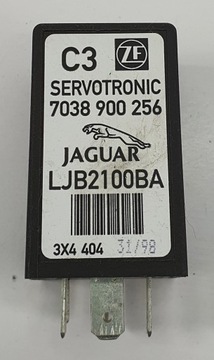 C3 ZF
SERVOTRONIC
7038 900 256
JAGUAR
LJB2100BA
3X4 404 31/98